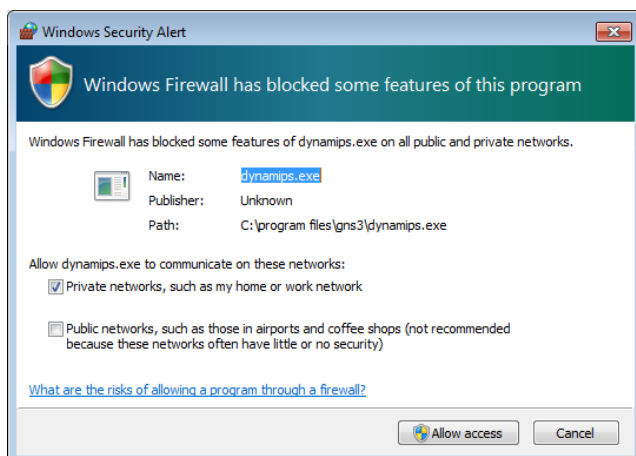 Windows Security Alert
Windows Firewall has blocked some features of this program
Windows Firewall has blocked some features of dynamips.exe on all public and private networks.
Name: dynamips.exe
Publisher: Unknown
Path: C:\program files\gns3\dynamips.exe
Allow dynamips.exe to communicate on these networks:
Private networks, such as my home or work network
Public networks, such as those in airports and coffee shops (not recommended
because these networks often have little or no security)
What are the risks of allowing a program through a firewall?
Allow access Cancel